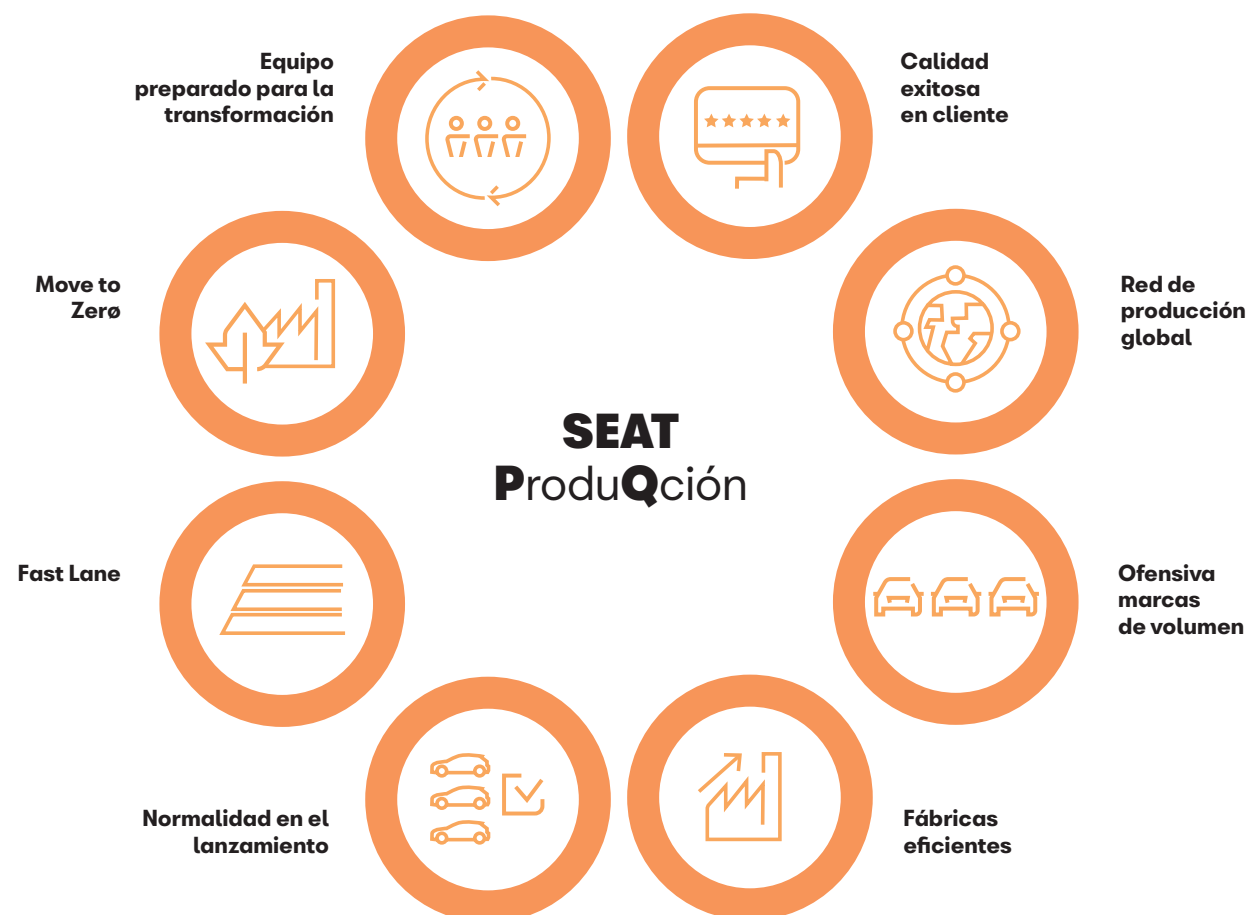 Equipo
preparado para la
transformación
Calidad
exitosa
en cliente
Move to
Zerø
Red de
producción
global
SEAT
ProduQción
Fast Lane
Ofensiva
marcas
de volumen
Normalidad en el
lanzamiento
Fábricas
eficientes